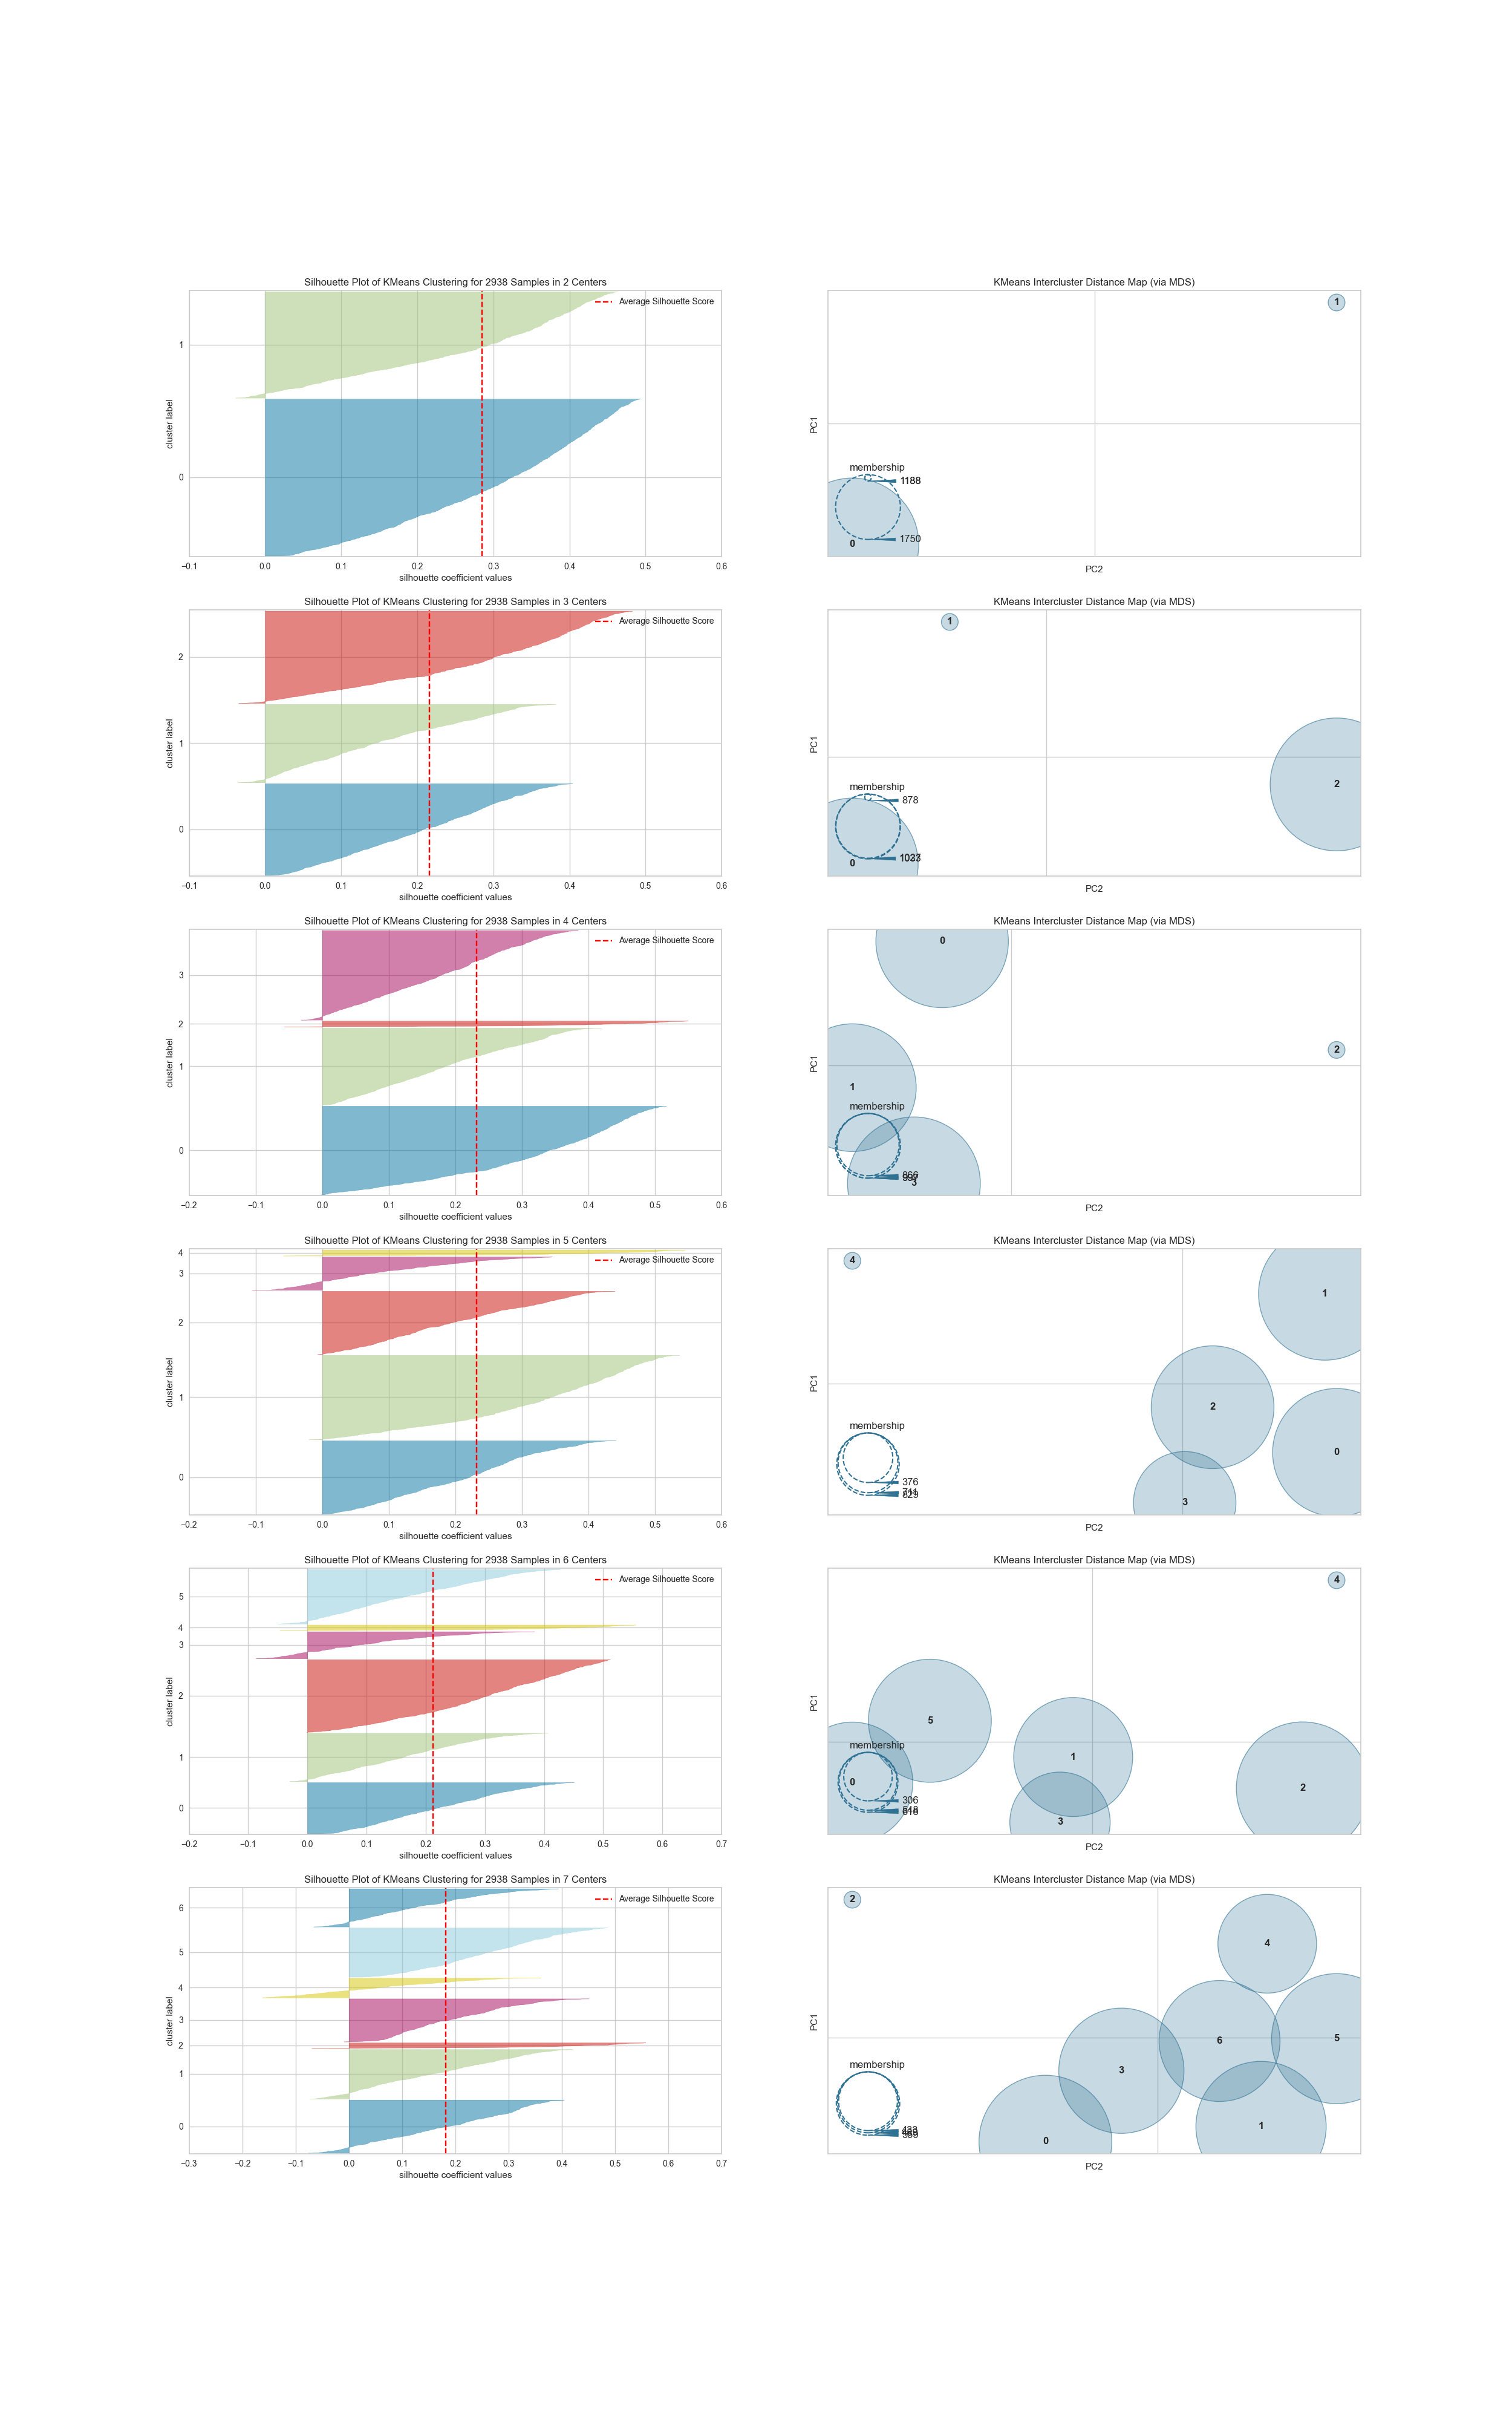 Silhouette Plot of KMeans Clustering for 2938 Samples in 2 Centers
Average Silhouette Score
cluster label
1
0
−0.1 0.0 0.1 0.2 0.3 0.4 0.5 0.6
silhouette coefficient values
KMeans Intercluster Distance Map (via MDS)
1
PC1
membership
1188
1750
0
PC2
Silhouette Plot of KMeans Clustering for 2938 Samples in 3 Centers
Average Silhouette Score
cluster label
2
1
0
−0.1 0.0 0.1 0.2 0.3 0.4 0.5 0.6
silhouette coefficient values
KMeans Intercluster Distance Map (via MDS)
1
PC1
2
membership
878
0
PC2
Silhouette Plot of KMeans Clustering for 2938 Samples in 4 Centers
Average Silhouette Score
cluster label
3
2
1
0
−0.2 −0.1 0.0 0.1 0.2 0.3 0.4 0.5 0.6
silhouette coefficient values
KMeans Intercluster Distance Map (via MDS)
0
2
PC1
1
membership
3
PC2
Silhouette Plot of KMeans Clustering for 2938 Samples in 5 Centers
Average Silhouette Score
cluster label
4
3
2
1
0
−0.2 −0.1 0.0 0.1 0.2 0.3 0.4 0.5 0.6
silhouette coefficient values
KMeans Intercluster Distance Map (via MDS)
4
1
PC1
2
membership
0
376
829
3
PC2
Silhouette Plot of KMeans Clustering for 2938 Samples in 6 Centers
Average Silhouette Score
cluster label
5
4
3
2
1
0
−0.2 −0.1 0.0 0.1 0.2 0.3 0.4 0.5 0.6 0.7
silhouette coefficient values
KMeans Intercluster Distance Map (via MDS)
4
PC1
5
membership
1
0
2
306
3
PC2
Silhouette Plot of KMeans Clustering for 2938 Samples in 7 Centers
Average Silhouette Score
cluster label
6
5
4
3
2
1
0
−0.3 −0.2 −0.1 0.0 0.1 0.2 0.3 0.4 0.5 0.6 0.7
silhouette coefficient values
KMeans Intercluster Distance Map (via MDS)
2
4
PC1
6
5
membership
3
1
0
PC2